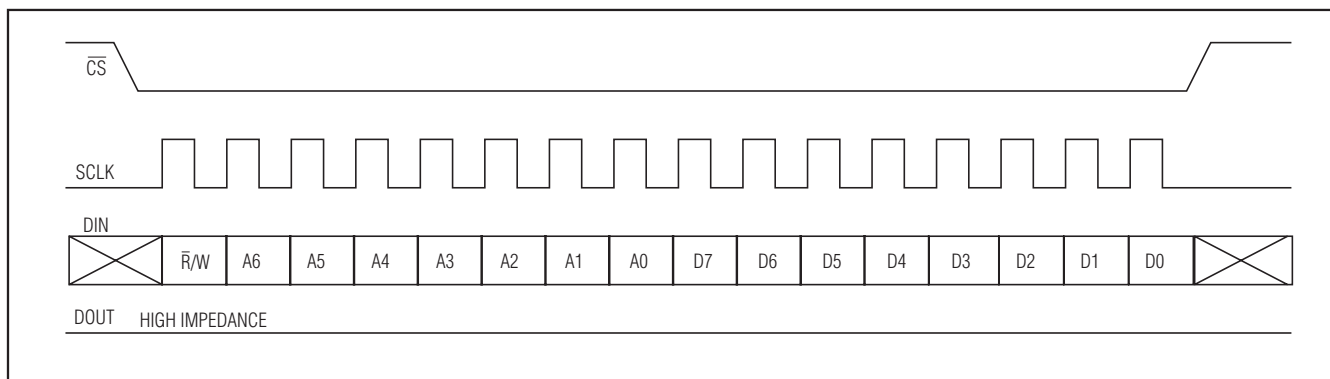 C̅S̅
SCLK
DIN
R̅/W A6 A5 A4 A3 A2 A1 A0 D7 D6 D5 D4 D3 D2 D1 D0
DOUT HIGH IMPEDANCE